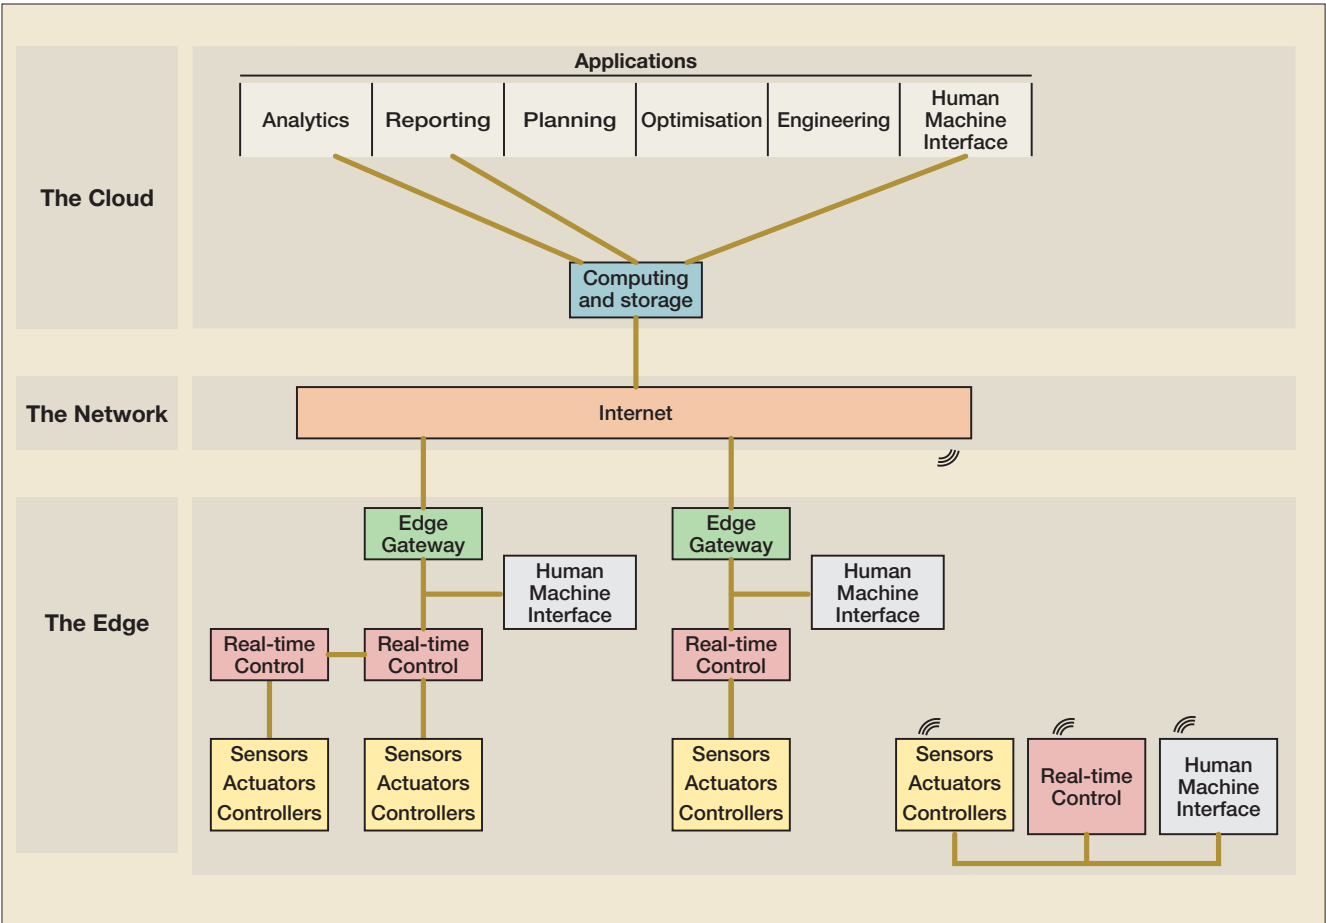 Applications
Analytics
Reporting
Planning
Optimisation
Engineering
Human
Machine
Interface
The Cloud
Computing
and storage
The Network
Internet
The Edge
Edge
Gateway
Human
Machine
Interface
Edge
Gateway
Human
Machine
Interface
Real-time
Control
Real-time
Control
Real-time
Control
Sensors
Actuators
Controllers
Sensors
Actuators
Controllers
Sensors
Actuators
Controllers
Sensors
Actuators
Controllers
Real-time
Control
Human
Machine
Interface